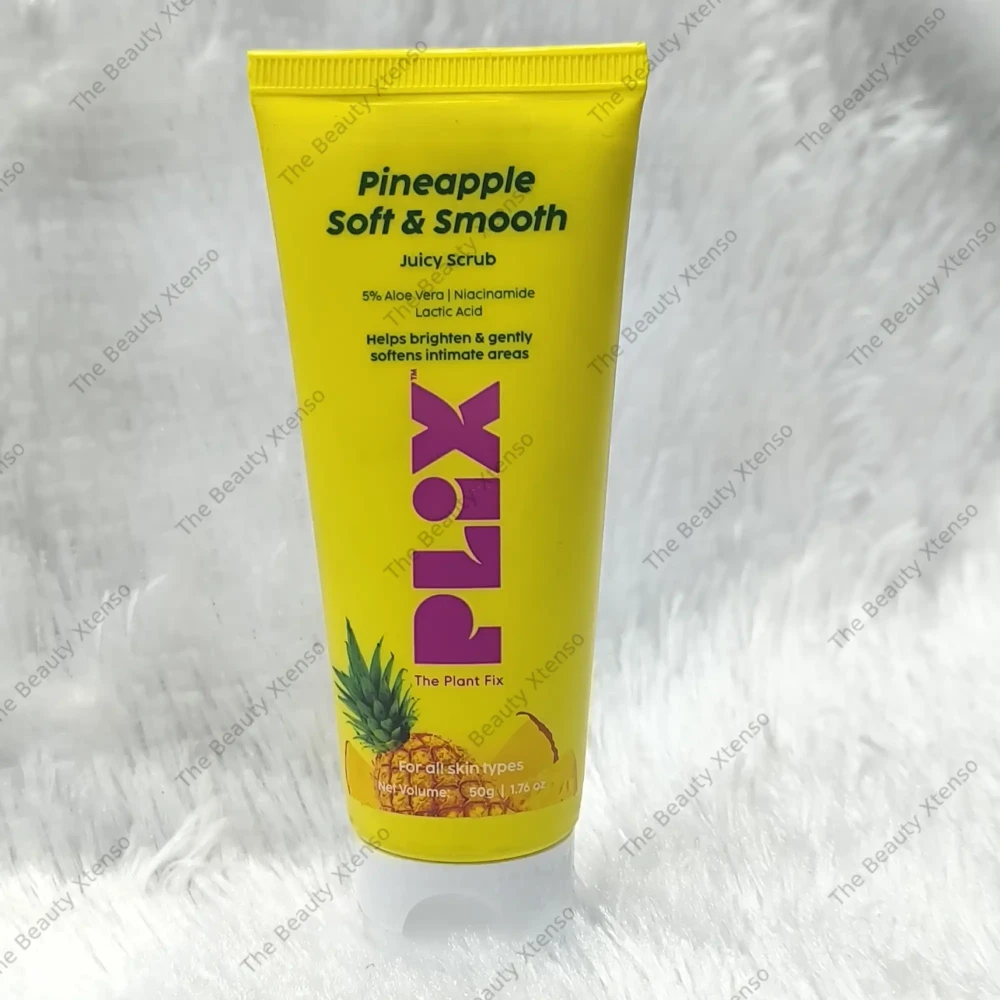 Pineapple
Soft & Smooth
Juicy Scrub
5% Aloe Vera | Niacinamide
Lactic Acid
Helps brighten & gently
softens intimate areas
PLIX™
The Plant Fix
For all skin types
Net Volume: 50g | 1.76 oz
The Beauty Xtenso